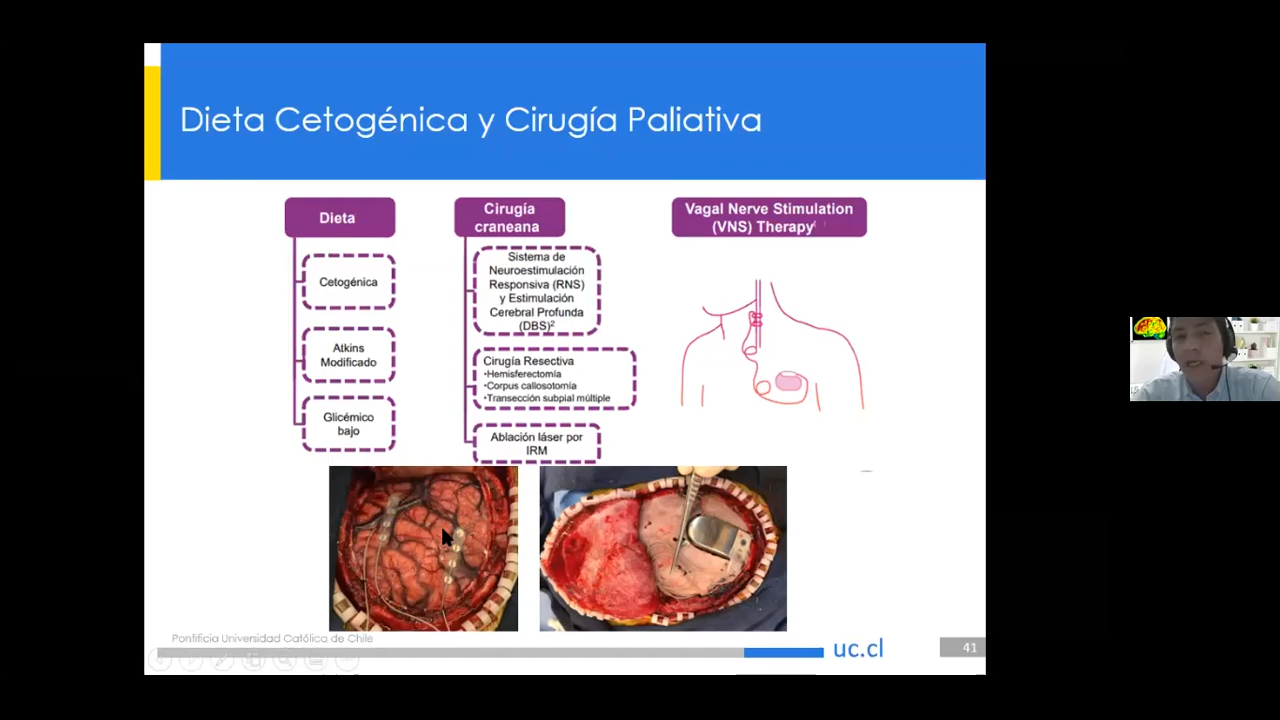 Dieta Cetogénica y Cirugía Paliativa
Dieta
Cetogénica
Atkins
Modificado
Glicémico
bajo
Cirugía
craneana
Sistema de
Neuroestimulación
Responsiva (RNS)
y Estimulación
Cerebral Profunda
(DBS)²
Cirugía Resectiva
•Hemisferectomía
•Corpus callosotomía
•Transección subpial múltiple
Ablación láser por
IRM
Vagal Nerve Stimulation
(VNS) Therapy
Pontificia Universidad Católica de Chile
uc.cl
41